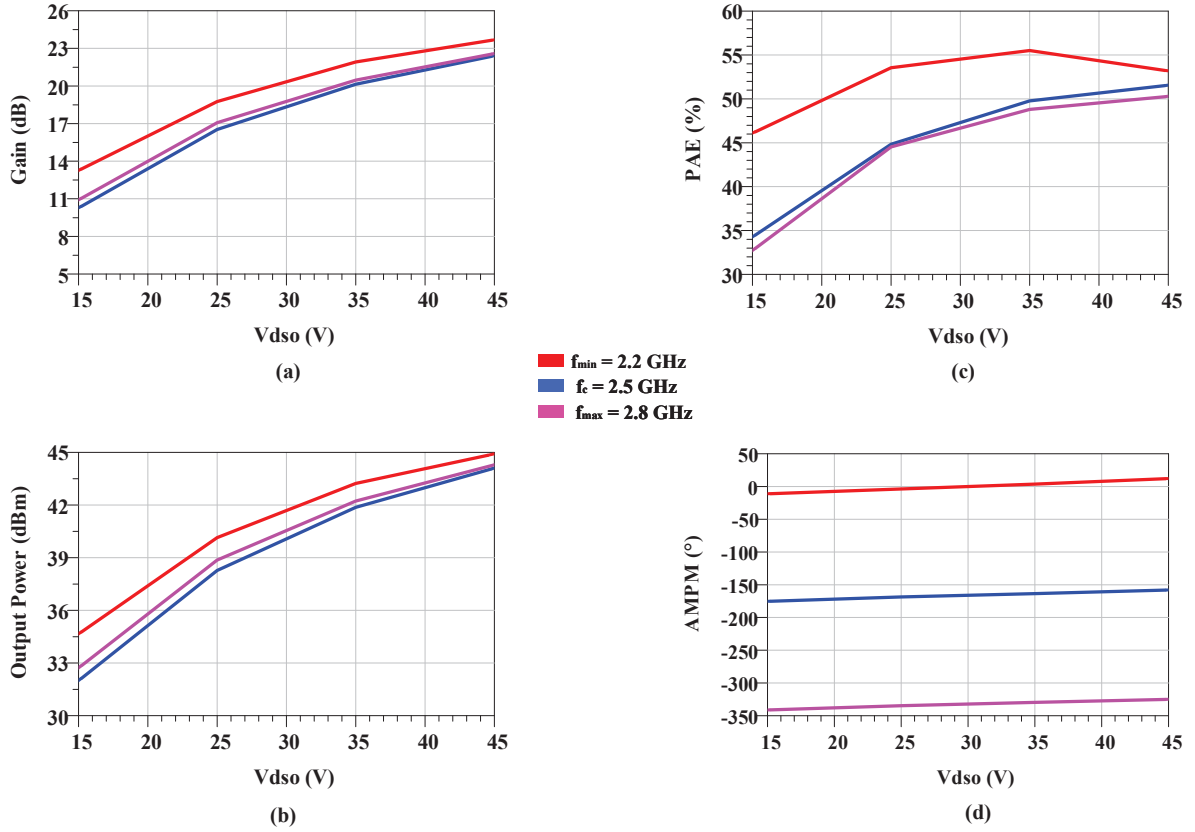 26
23
20
17
14
11
8
5
Gain (dB)
15 20 25 30 35 40 45
Vdso (V)
(a)
60
55
50
45
40
35
30
PAE (%)
15 20 25 30 35 40 45
Vdso (V)
(c)
fmin = 2.2 GHz
fc = 2.5 GHz
fmax = 2.8 GHz
45
42
39
36
33
30
Output Power (dBm)
15 20 25 30 35 40 45
Vdso (V)
(b)
50
0
-50
-100
-150
-200
-250
-300
-350
AMPM (°)
15 20 25 30 35 40 45
Vdso (V)
(d)